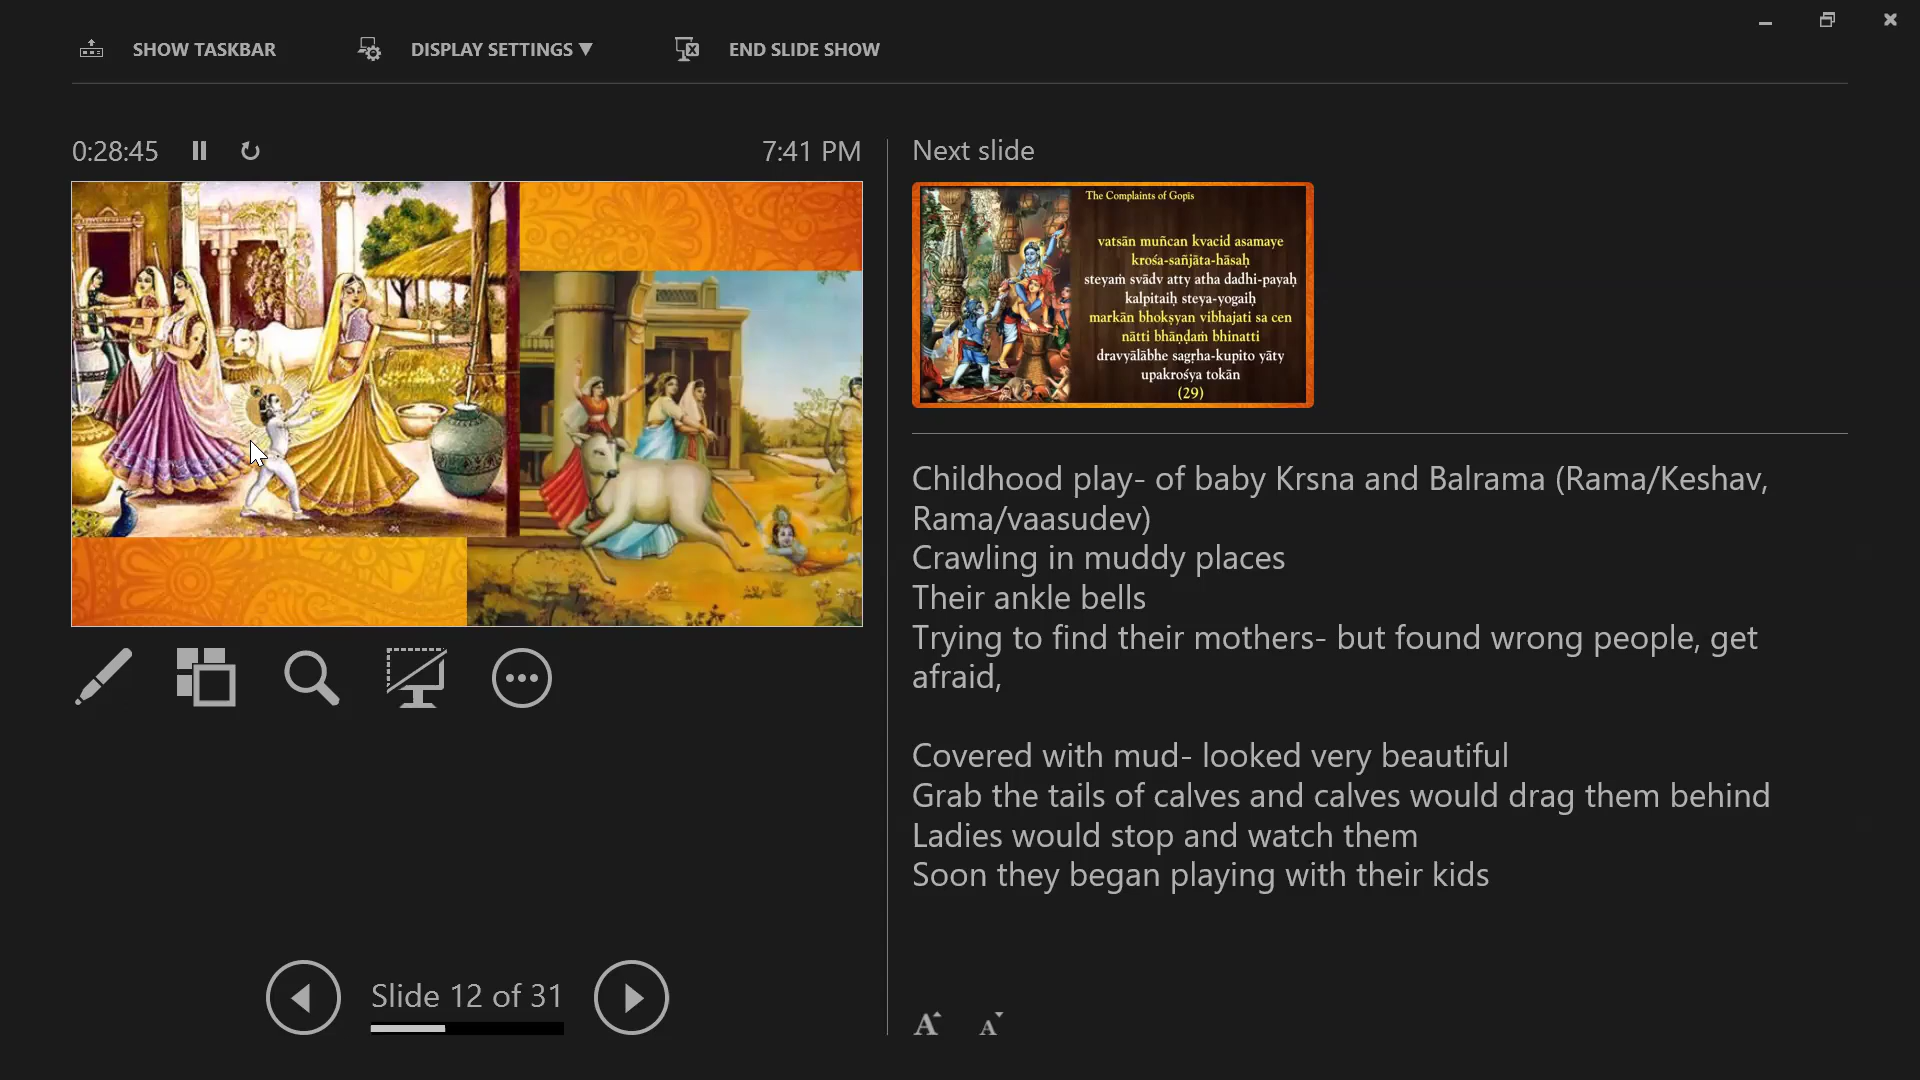 SHOW TASKBAR
DISPLAY SETTINGS ▼
END SLIDE SHOW
0:28:45
7:41 PM
Next slide
The Complaints of Gopīs
vatsān muñcan kvacid asamaye
krośa-sañjāta-hāsaḥ
steyaṁ svādv atty atha dadhi-payaḥ
kalpitaiḥ steya-yogaiḥ
markān bhokṣyan vibhajati sa cen
nātti bhāṇḍaṁ bhinatti
dravyālābhe sagṛha-kupito yāty
upakrośya tokān
(29)
Childhood play- of baby Krsna and Balrama (Rama/Keshav,
Rama/vaasudev)
Crawling in muddy places
Their ankle bells
Trying to find their mothers- but found wrong people, get
afraid,
Covered with mud- looked very beautiful
Grab the tails of calves and calves would drag them behind
Ladies would stop and watch them
Soon they began playing with their kids
Slide 12 of 31
A A